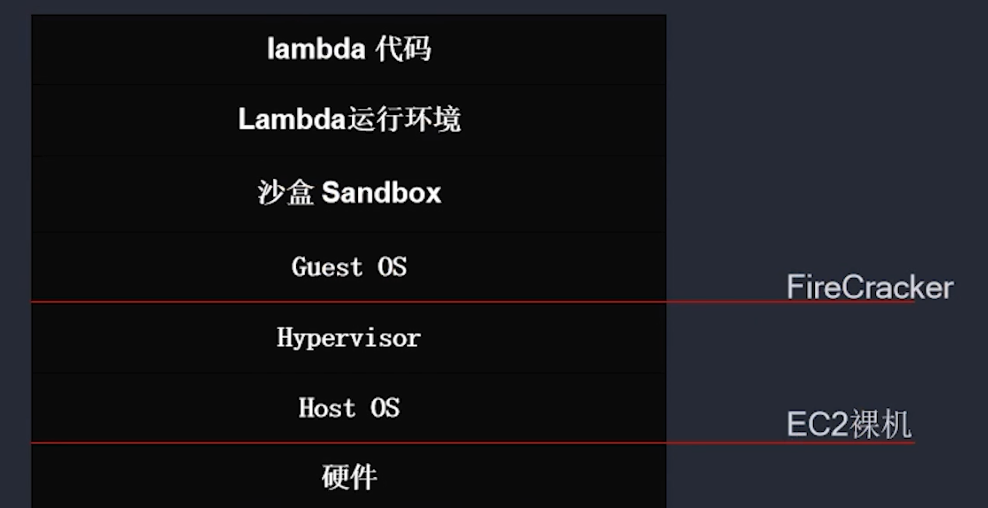 lambda 代码
Lambda运行环境
沙盒 Sandbox
Guest OS
FireCracker
Hypervisor
Host OS
EC2裸机
硬件